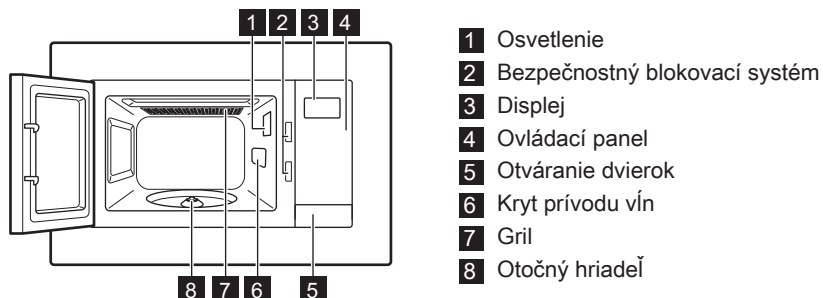 1 2 3 4
1 Osvetlenie
2 Bezpečnostný blokovací systém
3 Displej
4 Ovládací panel
5 Otváranie dvierok
6 Kryt prívodu vĺn
7 Gril
8 Otočný hriadeĺ
8 7 6 5